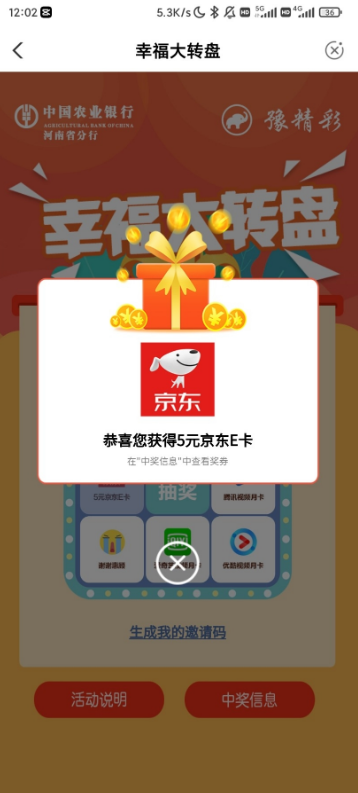 12:02
5.3K/s
5G
HD
4G
HD
36
幸福大转盘
中国农业银行
AGRICULTURAL BANK OF CHINA
河南省分行
豫精彩
幸福大转盘
京东
恭喜您获得5元京东E卡
在"中奖信息"中查看奖券
5元京东E卡
抽奖
腾讯视频月卡
谢谢惠顾
优酷视频月卡
生成我的邀请码
活动说明
中奖信息